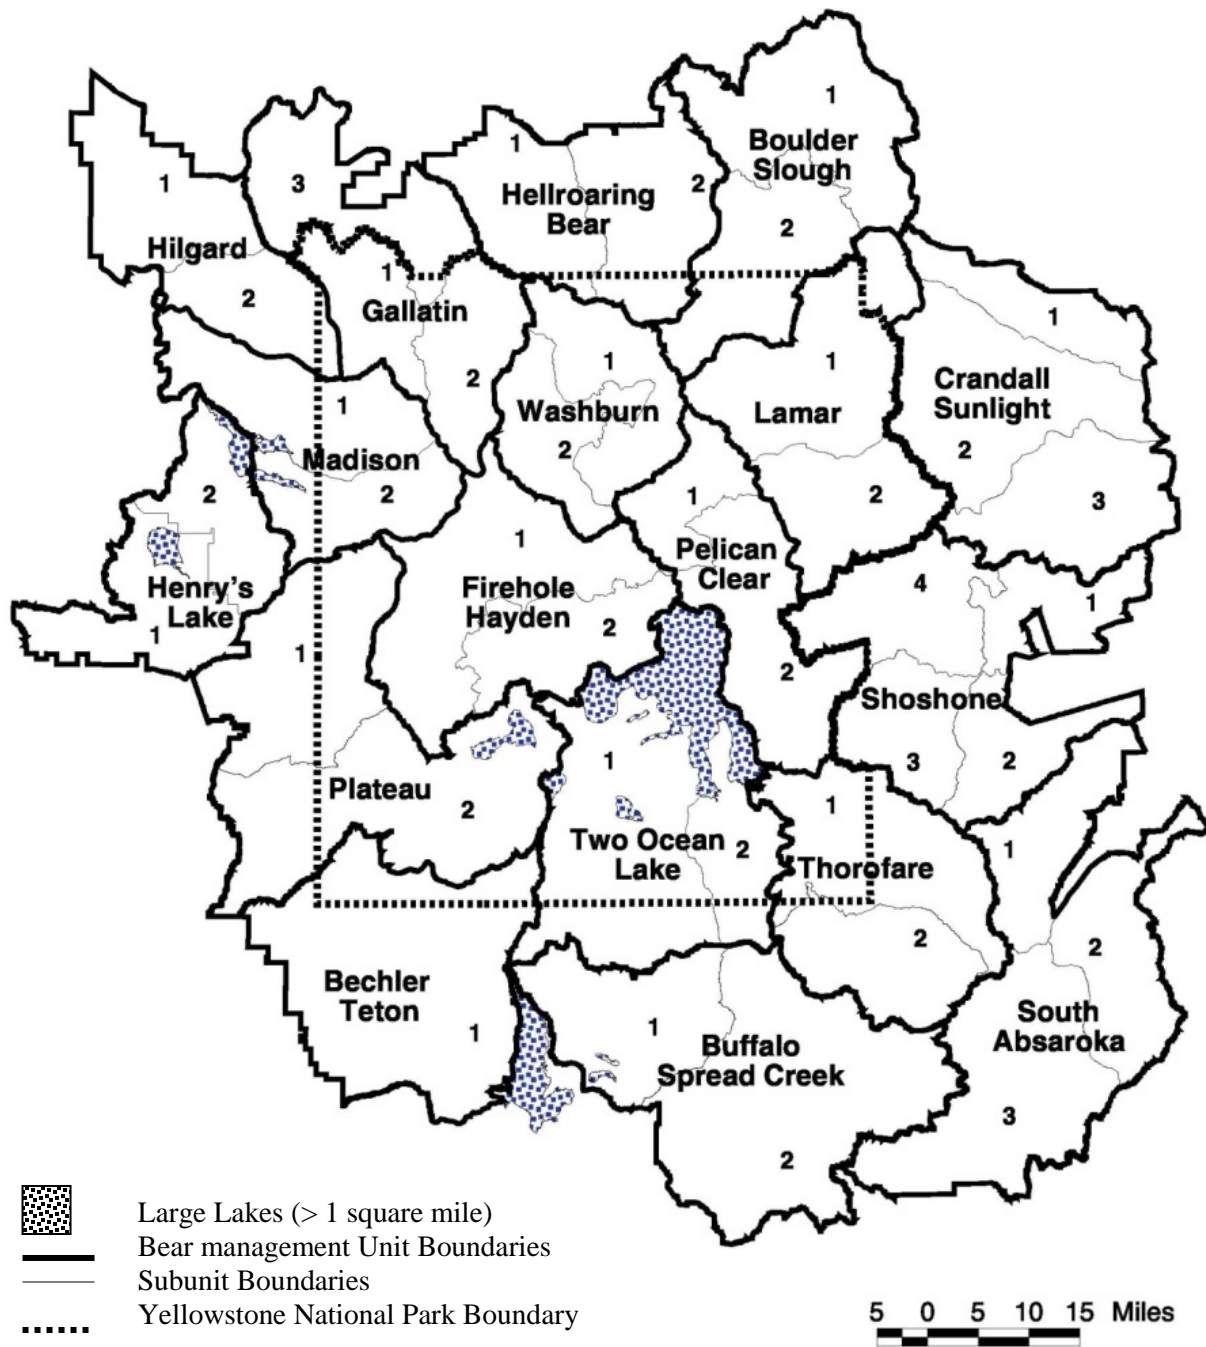 1
Boulder
Slough
1
2
Hellroaring
Bear
2
1
3
Hilgard
2
1
Gallatin
2
2
1
Crandall
Sunlight
2
3
1
Washburn
2
1
Lamar
2
1
Madison
2
2
Henry's
Lake
1
1
Pelican
Clear
2
1
Firehole
Hayden
2
4
1
Shoshone
3
2
1
Plateau
2
1
Two Ocean
Lake
2
1
Thorofare
2
1
2
South
Absaroka
3
Bechler
Teton
1
1
Buffalo
Spread Creek
2
Large Lakes (> 1 square mile)
Bear management Unit Boundaries
Subunit Boundaries
Yellowstone National Park Boundary
5 0 5 10 15 Miles